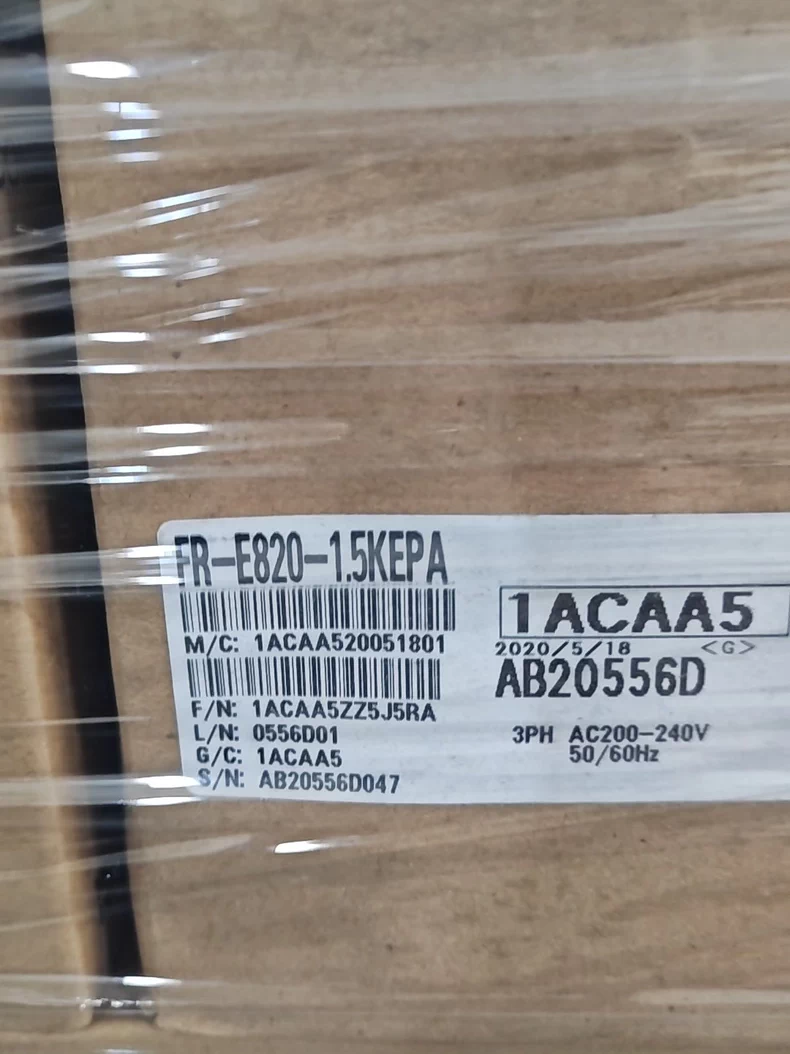 FR-E820-1.5KEPA
M/C: 1ACAA520051801
F/N: 1ACAA5ZZ5J5RA
L/N: 0556D01
G/C: 1ACAA5
S/N: AB20556D047
1ACAA5
2020/5/18 <G>
AB20556D
3PH AC200-240V
50/60Hz